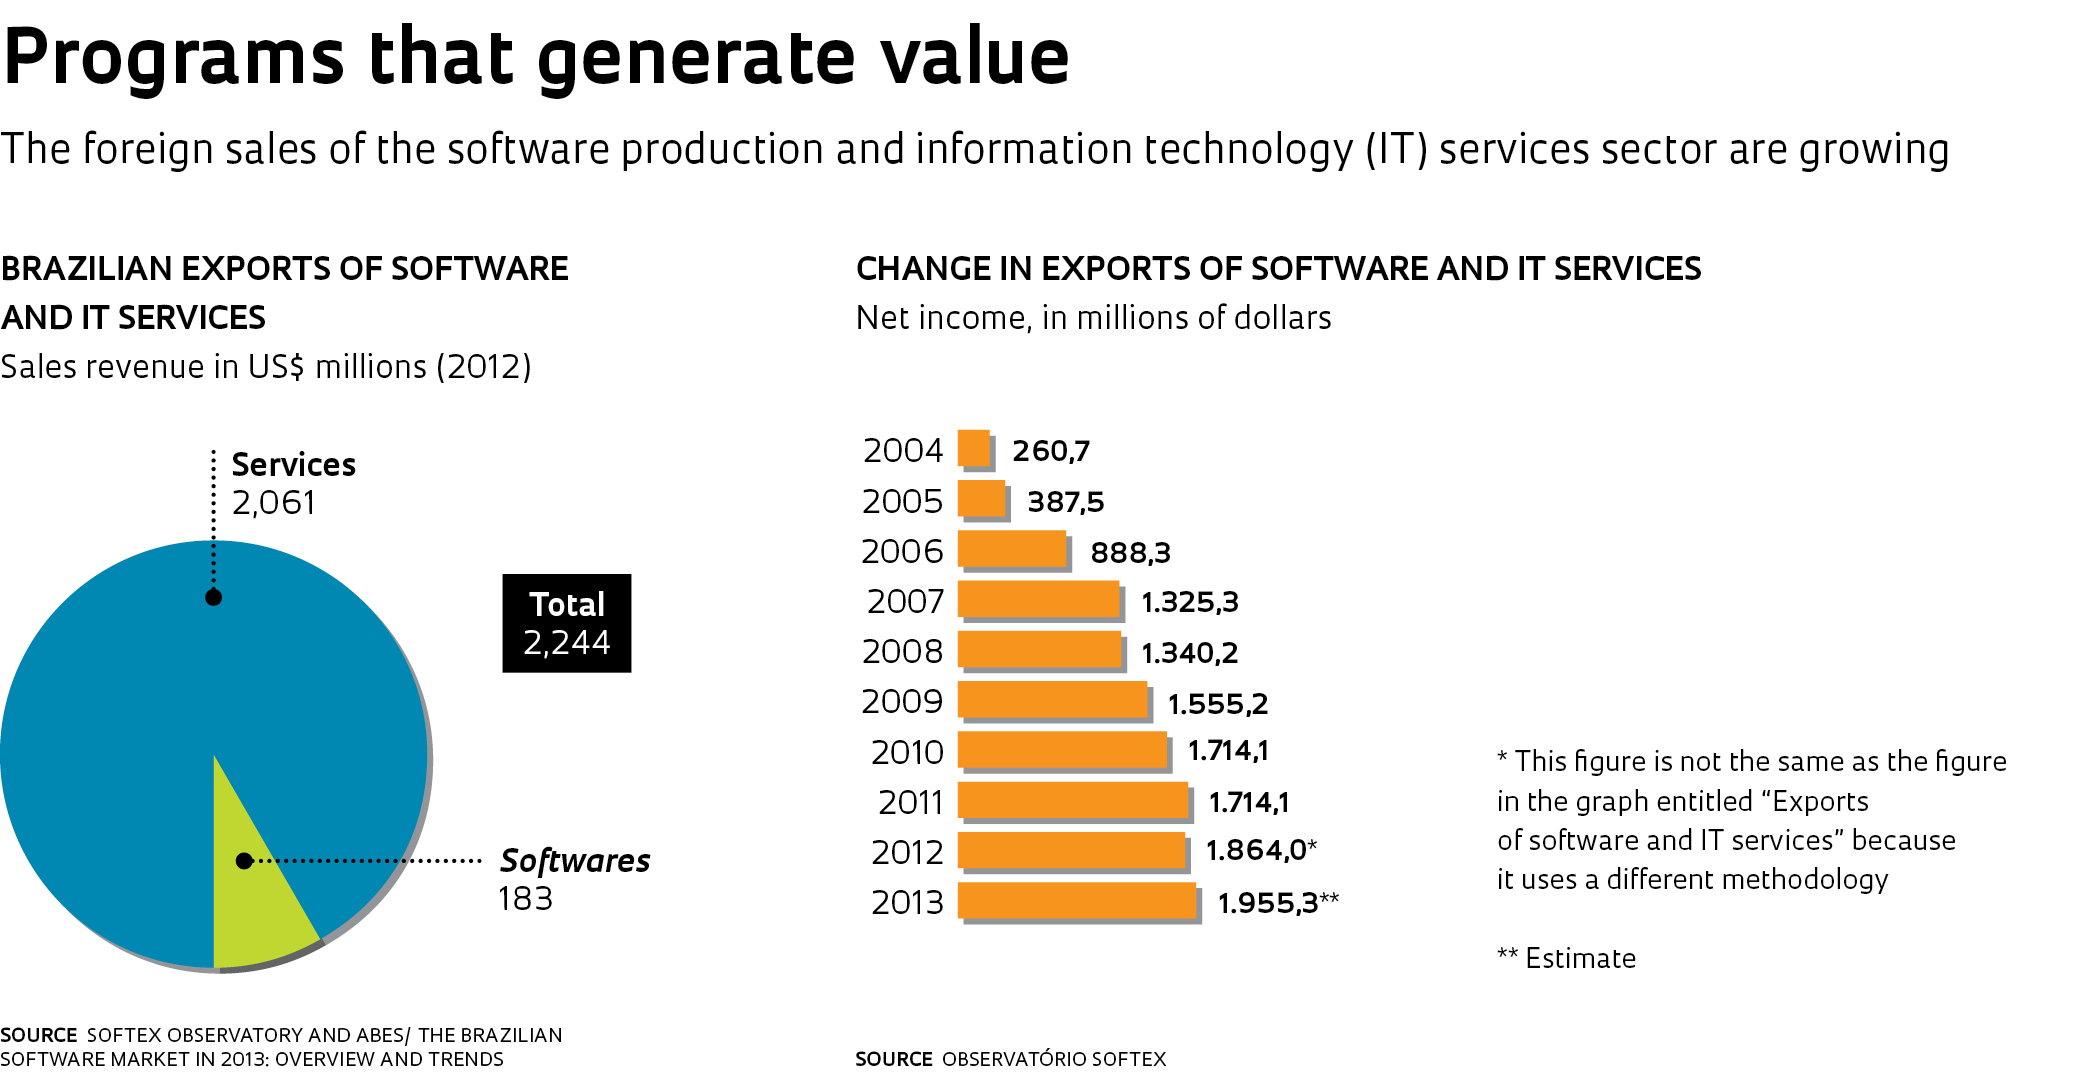 Programs that generate value
The foreign sales of the software production and information technology (IT) services sector are growing
BRAZILIAN EXPORTS OF SOFTWARE
AND IT SERVICES
Sales revenue in US$ millions (2012)
Services
2,061
Total
2,244
Softwares
183
SOURCE SOFTEX OBSERVATORY AND ABES/ THE BRAZILIAN
SOFTWARE MARKET IN 2013: OVERVIEW AND TRENDS
CHANGE IN EXPORTS OF SOFTWARE AND IT SERVICES
Net income, in millions of dollars
2004 260,7
2005 387,5
2006 888,3
2007 1.325,3
2008 1.340,2
2009 1.555,2
2010 1.714,1
2011 1.714,1
2012 1.864,0*
2013 1.955,3**
* This figure is not the same as the figure
in the graph entitled “Exports
of software and IT services” because
it uses a different methodology
** Estimate
SOURCE OBSERVATÓRIO SOFTEX